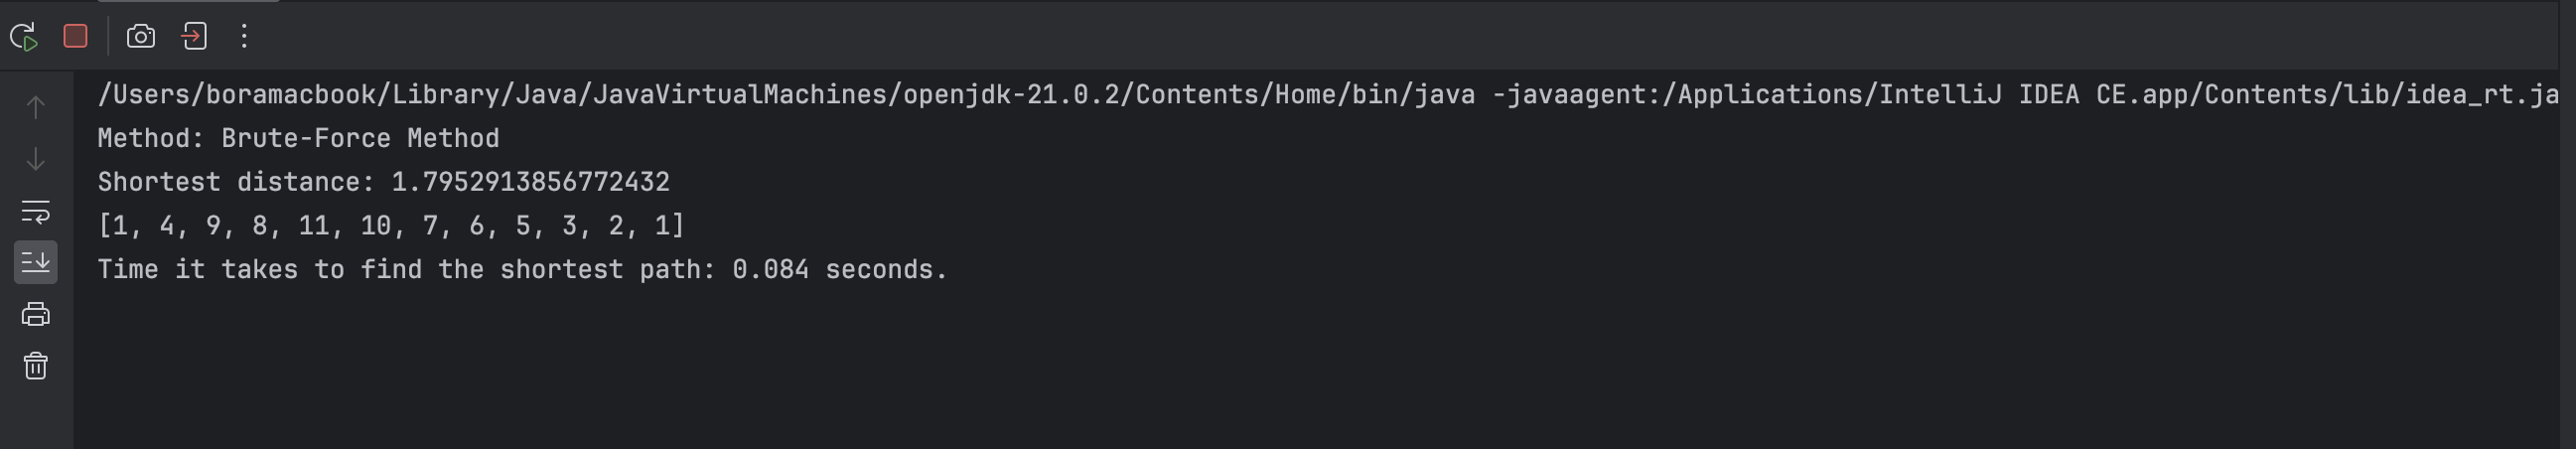 /Users/boramacbook/Library/Java/JavaVirtualMachines/openjdk-21.0.2/Contents/Home/bin/java -javaagent:/Applications/IntelliJ IDEA CE.app/Contents/lib/idea_rt.ja
Method: Brute-Force Method
Shortest distance: 1.7952913856772432
[1, 4, 9, 8, 11, 10, 7, 6, 5, 3, 2, 1]
Time it takes to find the shortest path: 0.084 seconds.